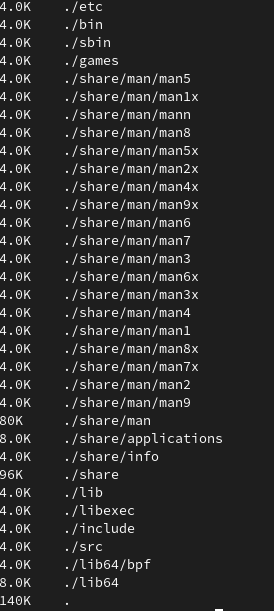 4.0K ./etc
4.0K ./bin
4.0K ./sbin
4.0K ./games
4.0K ./share/man/man5
4.0K ./share/man/man1x
4.0K ./share/man/mann
4.0K ./share/man/man8
4.0K ./share/man/man5x
4.0K ./share/man/man2x
4.0K ./share/man/man4x
4.0K ./share/man/man9x
4.0K ./share/man/man6
4.0K ./share/man/man7
4.0K ./share/man/man3
4.0K ./share/man/man6x
4.0K ./share/man/man3x
4.0K ./share/man/man4
4.0K ./share/man/man1
4.0K ./share/man/man8x
4.0K ./share/man/man7x
4.0K ./share/man/man2
4.0K ./share/man/man9
80K ./share/man
8.0K ./share/applications
4.0K ./share/info
96K ./share
4.0K ./lib
4.0K ./libexec
4.0K ./include
4.0K ./src
4.0K ./lib64/bpf
8.0K ./lib64
140K .